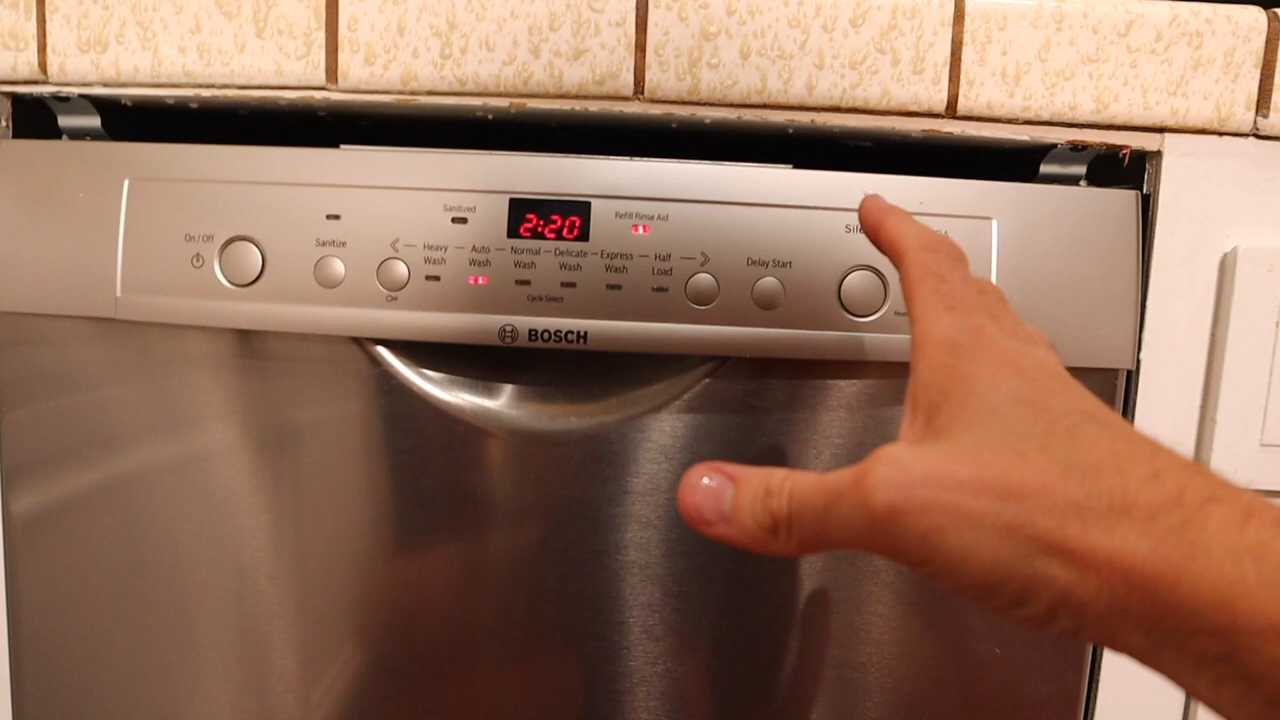 Sanitized
2:20
Refill Rinse Aid
On / Off
Sanitize
Heavy Wash
Auto Wash
Normal Wash
Delicate Wash
Express Wash
Half Load
Delay Start
Cycle Select
BOSCH